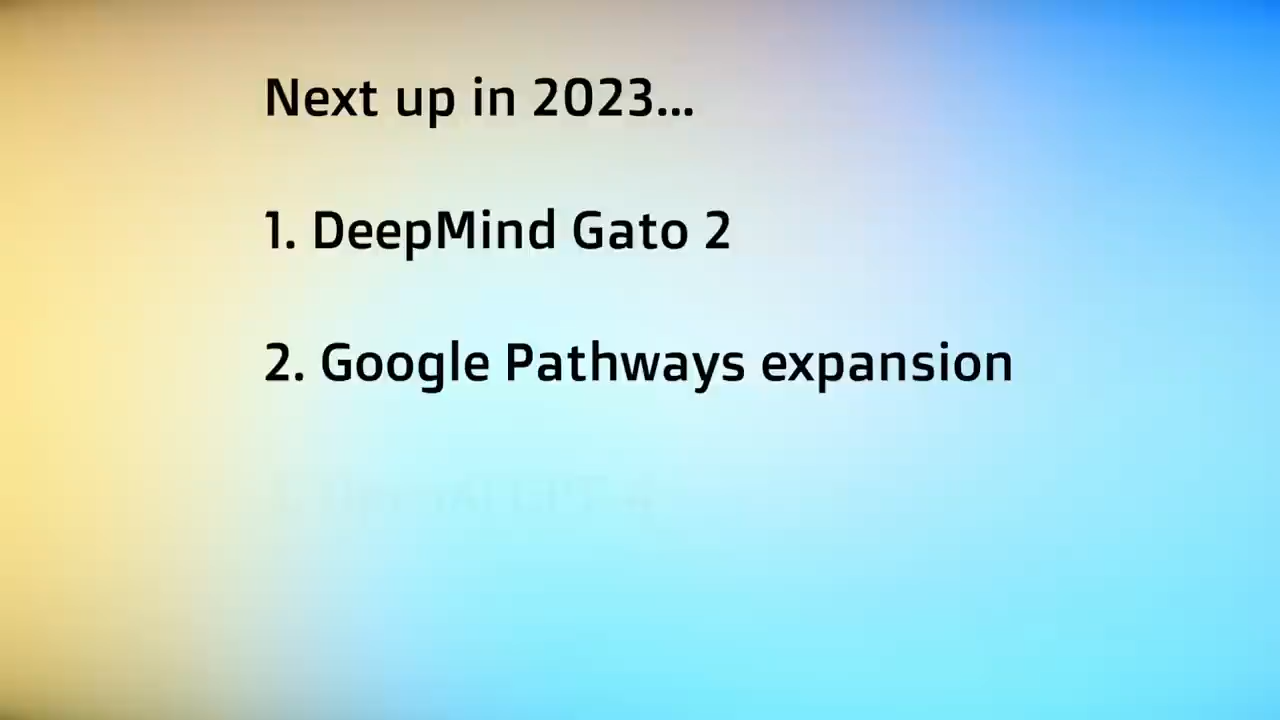 Next up in 2023...
1. DeepMind Gato 2
2. Google Pathways expansion